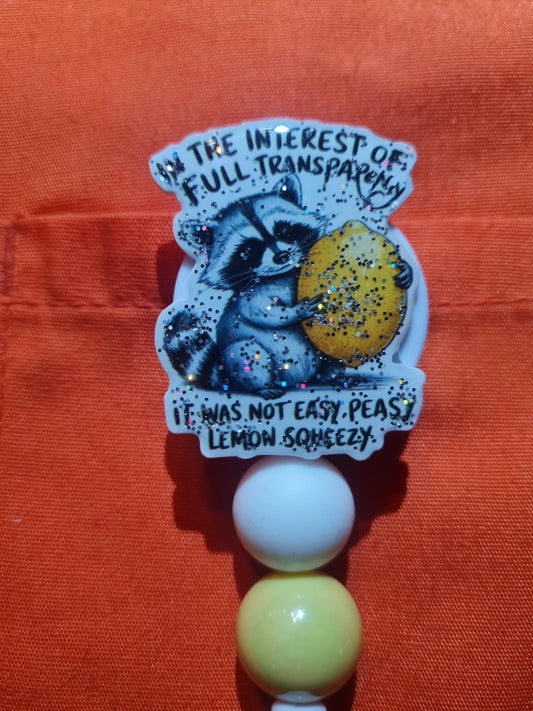 IN THE INTEREST OF
FULL TRANSPARENCY
IT WAS NOT EASY PEASY
LEMON SQUEEZY